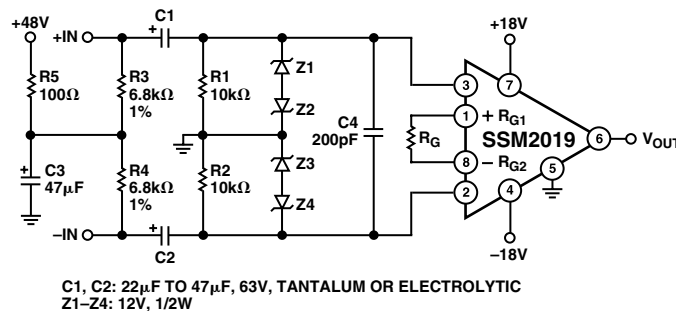 +48V
+IN
C1
+
+18V
R5
100Ω
R3
6.8kΩ
1%
R1
10kΩ
Z1
Z2
C4
200pF
3
7
1
+ RG1
RG
SSM2019
6
VOUT
8
– RG2
5
2
4
+
C3
47μF
R4
6.8kΩ
1%
R2
10kΩ
Z3
Z4
–IN
+
C2
–18V
C1, C2: 22μF TO 47μF, 63V, TANTALUM OR ELECTROLYTIC
Z1–Z4: 12V, 1/2W